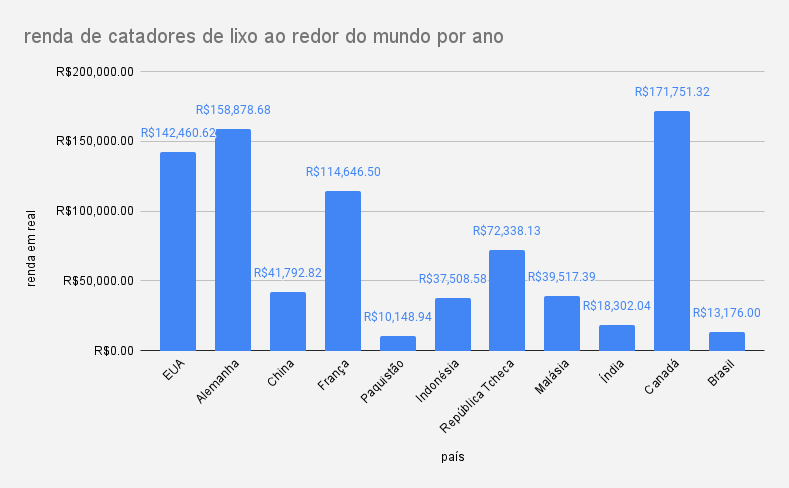 renda de catadores de lixo ao redor do mundo por ano
R$200,000.00
R$150,000.00
R$100,000.00
R$50,000.00
R$0.00
renda em real
R$142,460.62
R$158,878.68
R$41,792.82
R$114,646.50
R$10,148.94
R$37,508.58
R$72,338.13
R$39,517.39
R$18,302.04
R$171,751.32
R$13,176.00
EUA
Alemanha
China
França
Paquistão
Indonésia
República Tcheca
Malásia
Índia
Canadá
Brasil
país